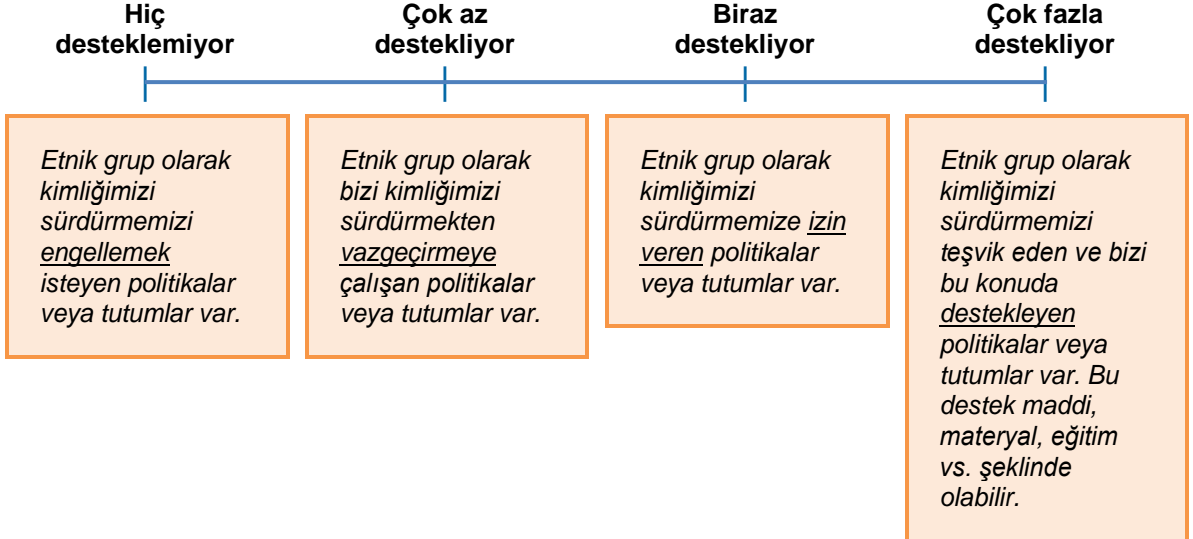 Hiç
desteklemiyor
Çok az
destekliyor
Biraz
destekliyor
Çok fazla
destekliyor
Etnik grup olarak
kimliğimizi
sürdürmemizi
engellemek
isteyen politikalar
veya tutumlar var.
Etnik grup olarak
bizi kimliğimizi
sürdürmekten
vazgeçirmeye
çalışan politikalar
veya tutumlar var.
Etnik grup olarak
kimliğimizi
sürdürmemize izin
veren politikalar
veya tutumlar var.
Etnik grup olarak
kimliğimizi
sürdürmemizi
teşvik eden ve bizi
bu konuda
destekleyen
politikalar veya
tutumlar var. Bu
destek maddi,
materyal, eğitim
vs. şeklinde
olabilir.